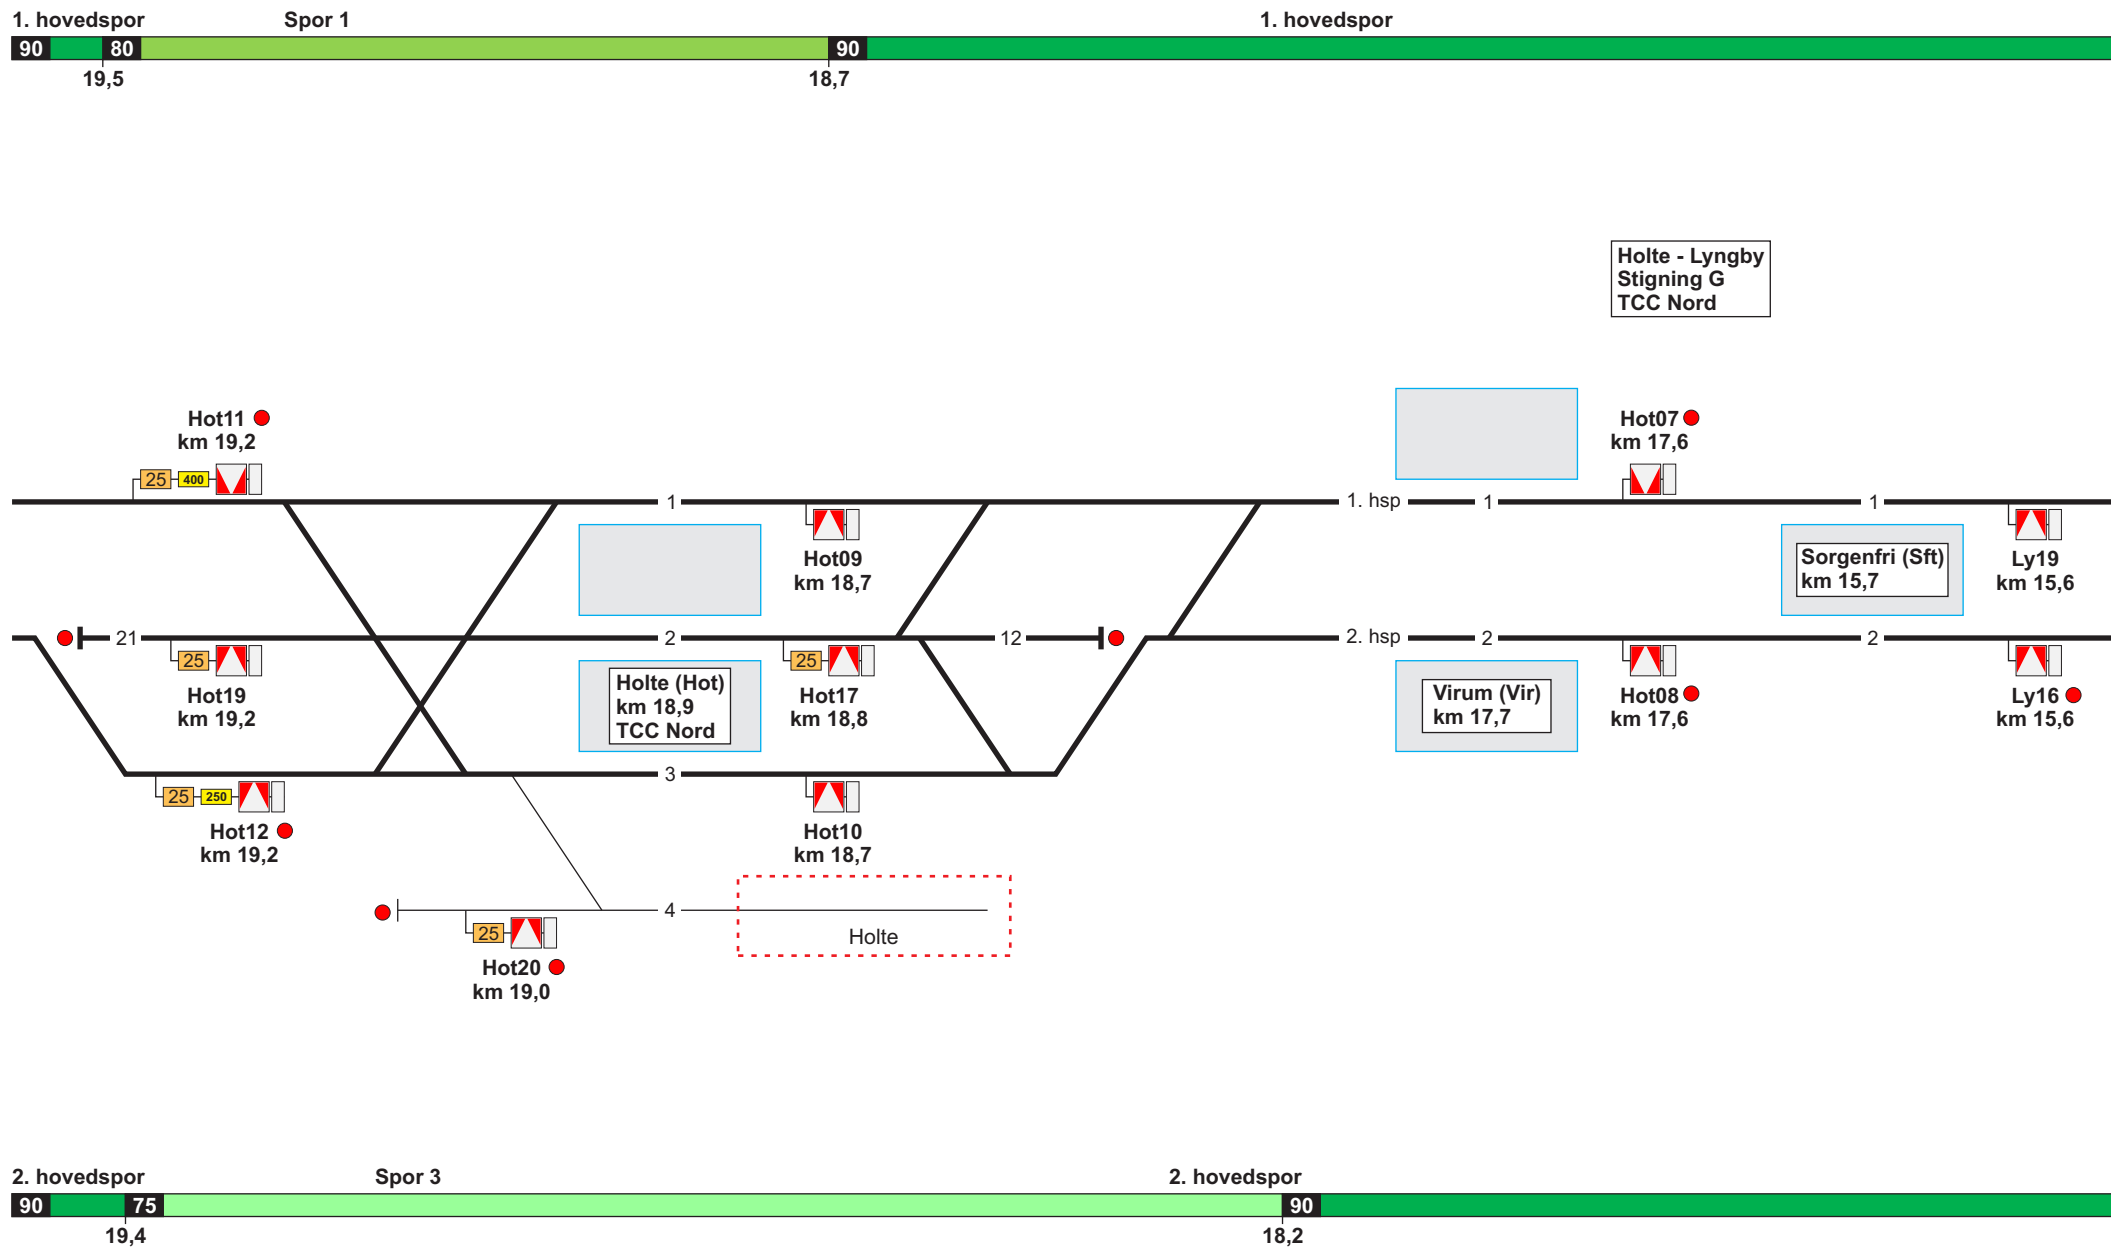 1. hovedspor Spor 1 1. hovedspor
90 80 90
19,5 18,7
Holte - Lyngby
Stigning G
TCC Nord
Hot11
km 19,2
25 400
Hot07
km 17,6
1 1. hsp 1 1
Hot09
km 18,7
Sorgenfri (Sft)
km 15,7
Ly19
km 15,6
21 2 12 2. hsp 2 2
25
Hot19
km 19,2
Holte (Hot)
km 18,9
TCC Nord
25
Hot17
km 18,8
Virum (Vir)
km 17,7
Hot08
km 17,6
Ly16
km 15,6
3
25 250
Hot12
km 19,2
Hot10
km 18,7
4
25
Holte
Hot20
km 19,0
2. hovedspor Spor 3 2. hovedspor
90 75 90
19,4 18,2